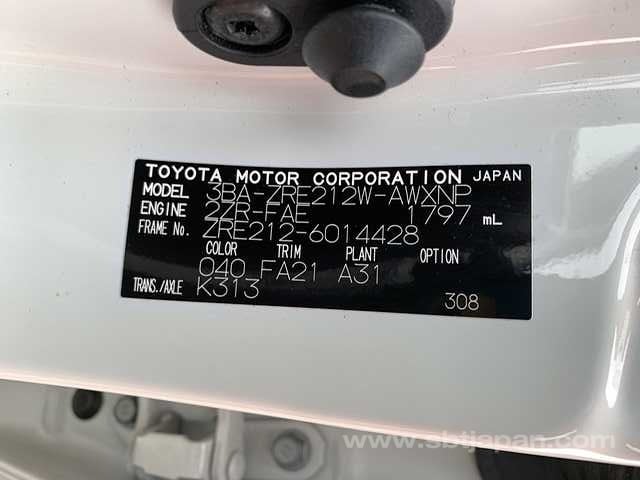 TOYOTA MOTOR CORPORATION JAPAN
MODEL 3BA-ZRE212W-AWXNP
ENGINE 2ZR-FAE 1797 mL
FRAME No. ZRE212-6014428
COLOR TRIM PLANT OPTION
040 FA21 A31
TRANS./AXLE K313
308
www.sbtjapan.com